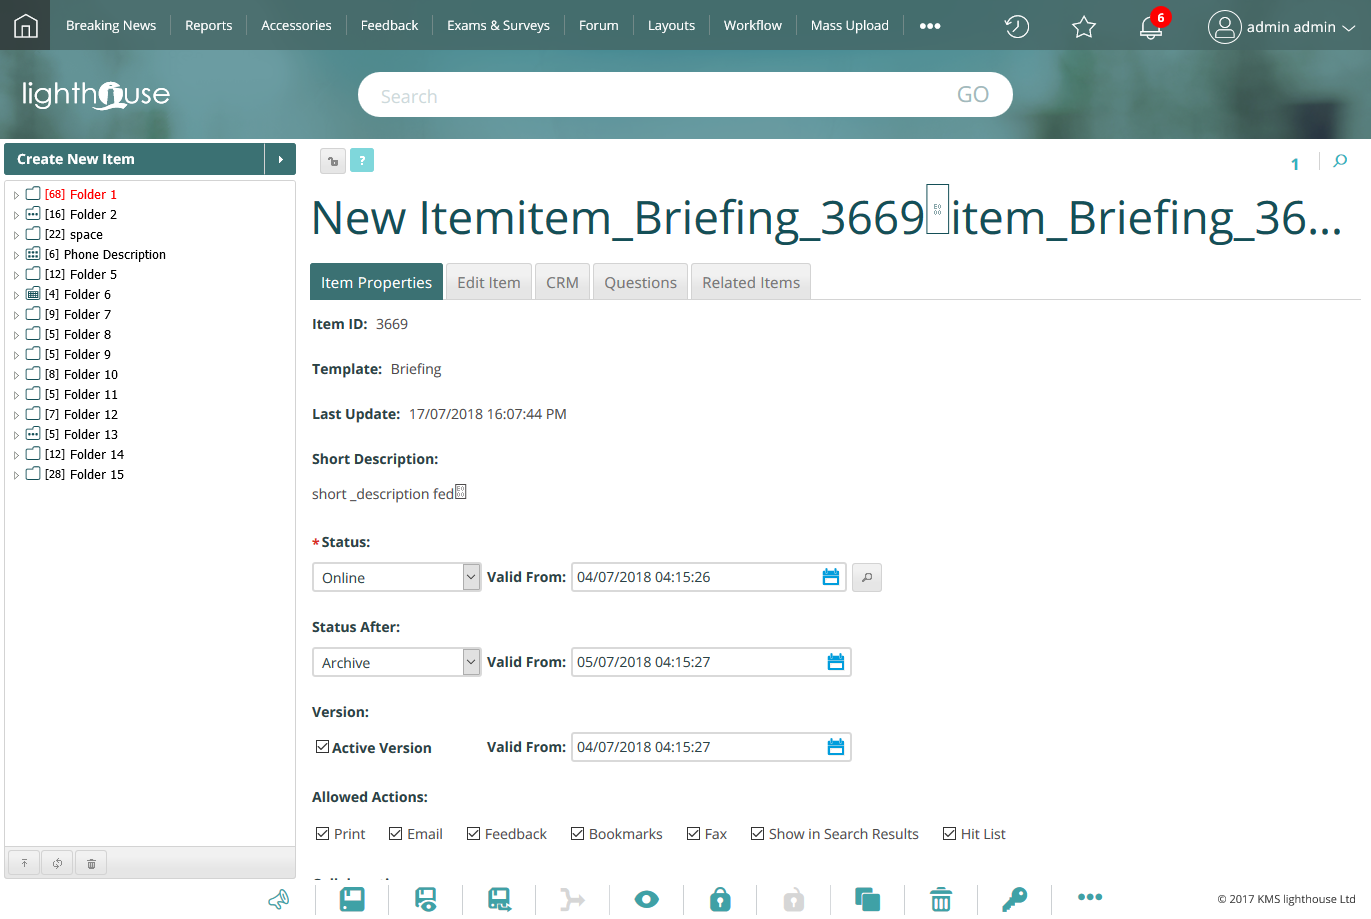 Breaking News Reports Accessories Feedback Exams & Surveys Forum Layouts Workflow Mass Upload ••• 6 admin admin
lighthouse
Search GO
Create New Item
[68] Folder 1
[16] Folder 2
[22] space
[6] Phone Description
[12] Folder 5
[4] Folder 6
[9] Folder 7
[5] Folder 8
[5] Folder 9
[8] Folder 10
[5] Folder 11
[7] Folder 12
[5] Folder 13
[12] Folder 14
[28] Folder 15
? 1
New Itemitem_Briefing_3669item_Briefing_36...
Item Properties Edit Item CRM Questions Related Items
Item ID: 3669
Template: Briefing
Last Update: 17/07/2018 16:07:44 PM
Short Description:
short _description fed
*Status:
Online Valid From: 04/07/2018 04:15:26
Status After:
Archive Valid From: 05/07/2018 04:15:27
Version:
Active Version Valid From: 04/07/2018 04:15:27
Allowed Actions:
Print Email Feedback Bookmarks Fax Show in Search Results Hit List
© 2017 KMS lighthouse Ltd